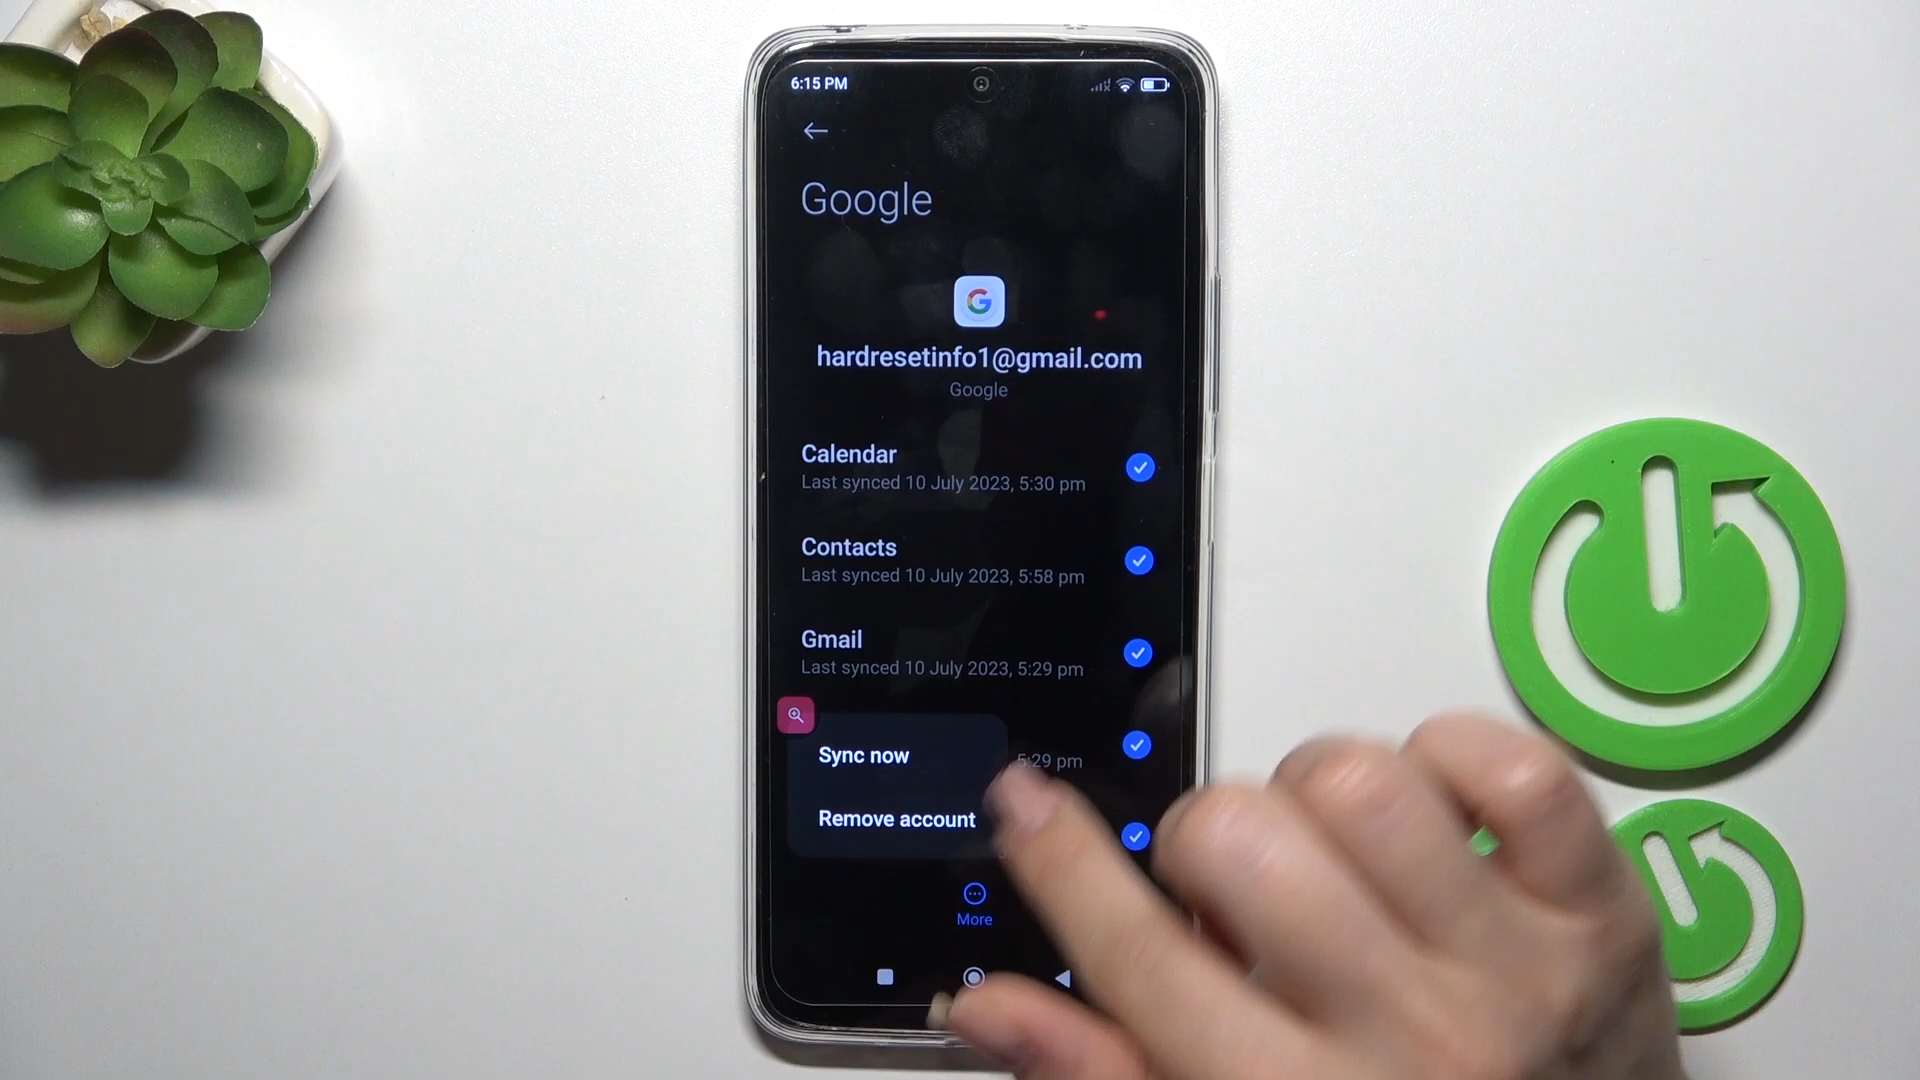 6:15 PM
Google
hardresetinfo1@gmail.com
Google
Calendar
Last synced 10 July 2023, 5:30 pm
Contacts
Last synced 10 July 2023, 5:58 pm
Gmail
Last synced 10 July 2023, 5:29 pm
Sync now
5:29 pm
Remove account
More